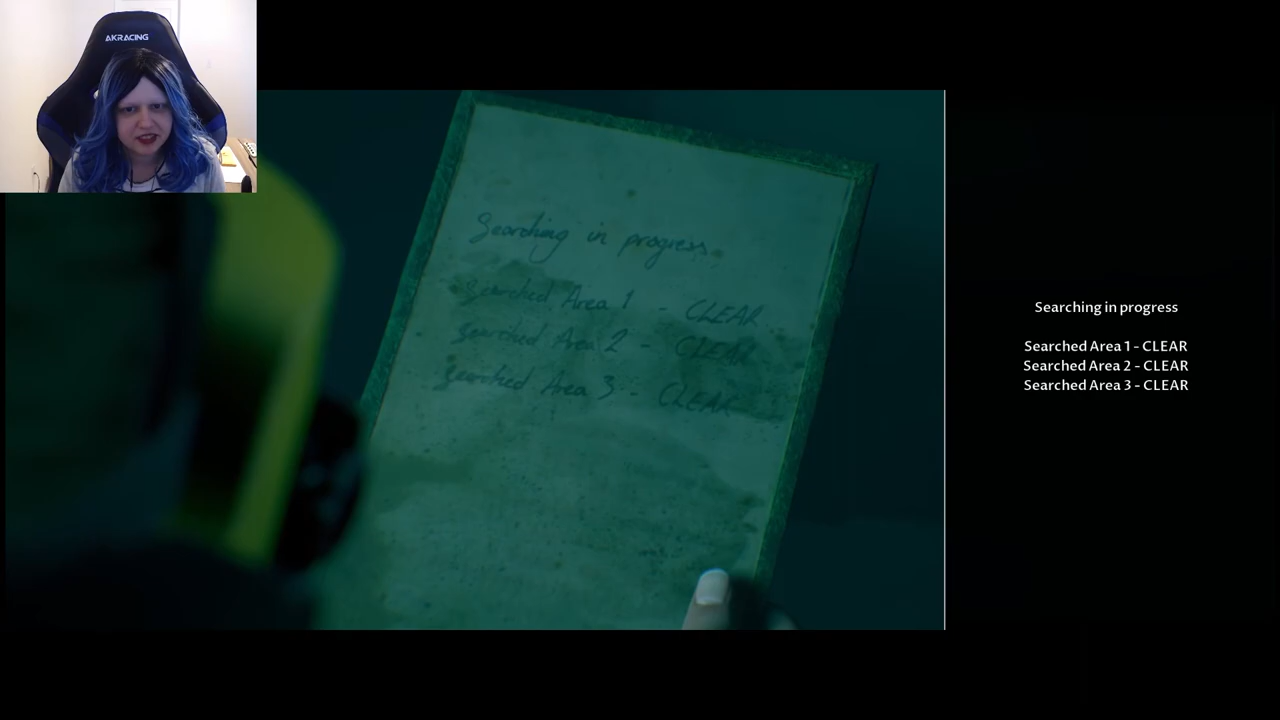 AKRACING
Searching in progress
Searched Area 1 - CLEAR
Searched Area 2 - CLEAR
Searched Area 3 - CLEAR
Searching in progress
Searched Area 1 - CLEAR
Searched Area 2 - CLEAR
Searched Area 3 - CLEAR